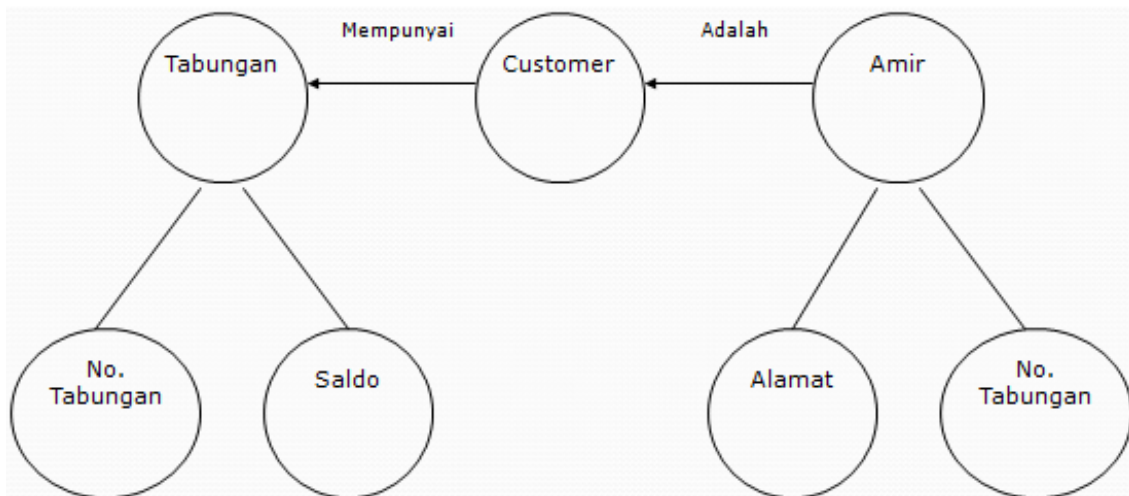 Mempunyai
Adalah
Tabungan
Customer
Amir
No.
Tabungan
Saldo
Alamat
No.
Tabungan